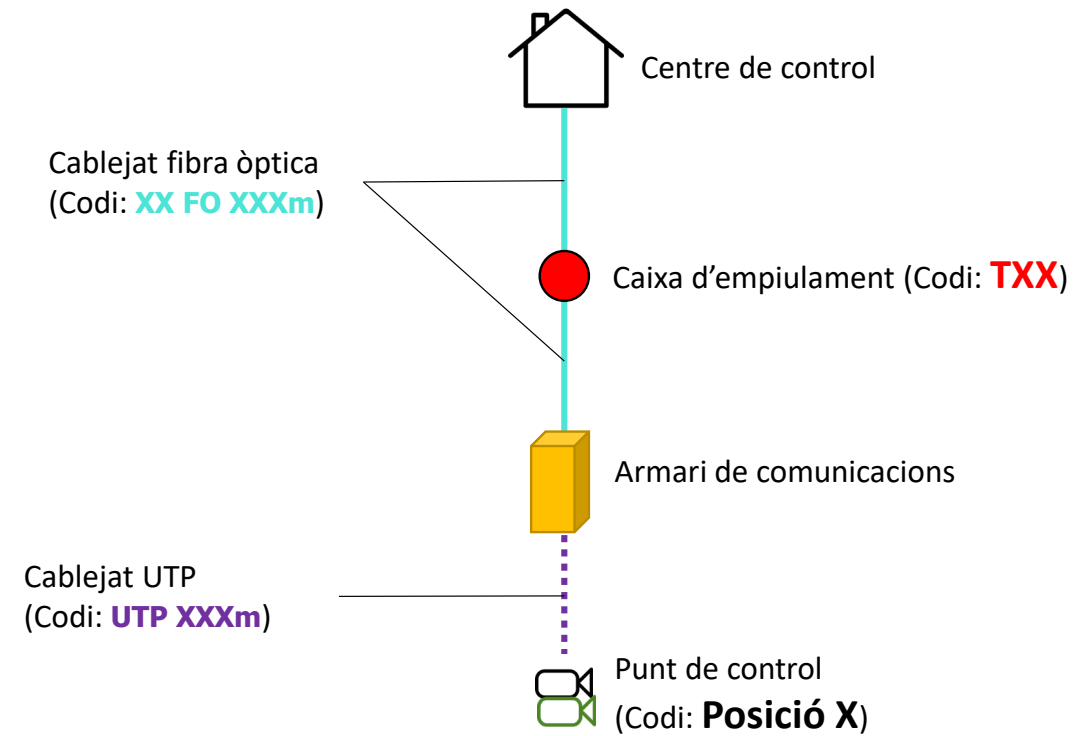 Centre de control
Cablejat fibra òptica
(Codi: XX FO XXXm)
Caixa d’empiulament (Codi: TXX)
Armari de comunicacions
Cablejat UTP
(Codi: UTP XXXm)
Punt de control
(Codi: Posició X)